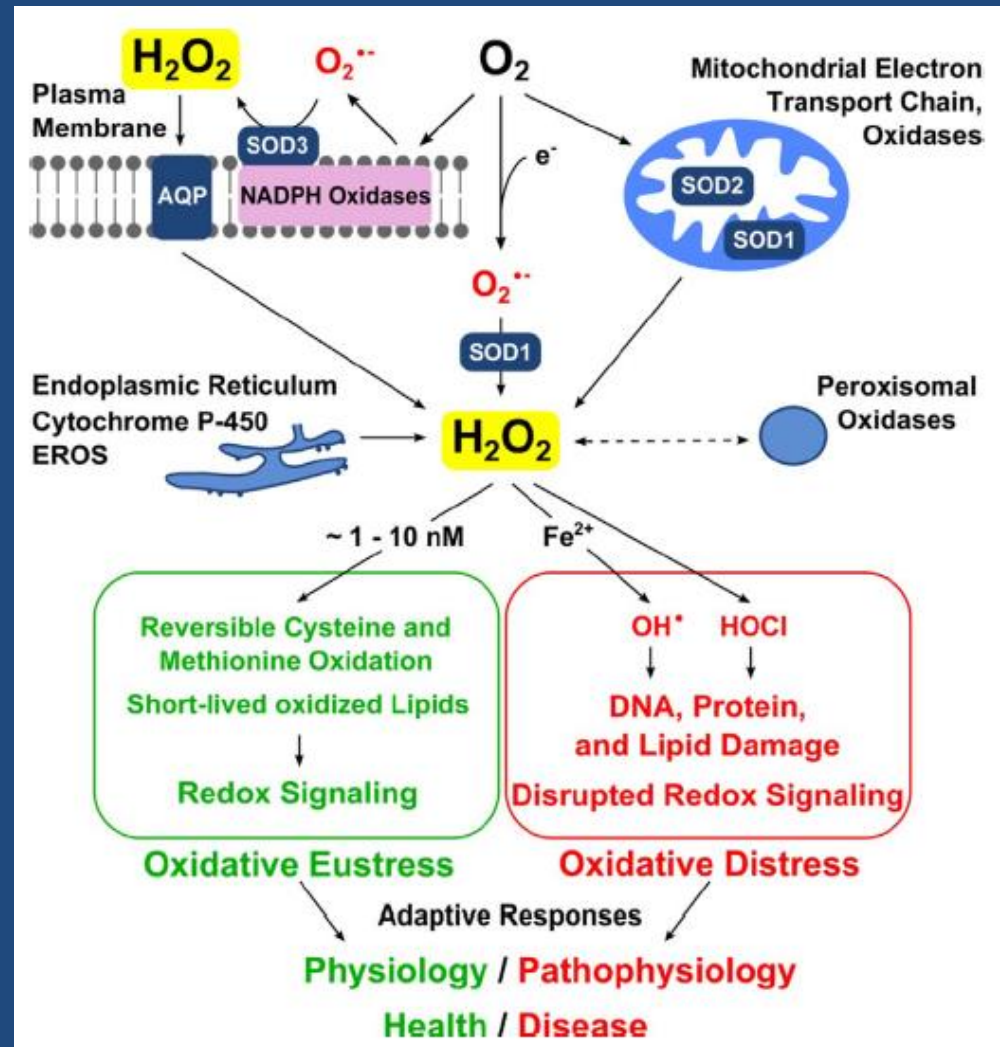 H₂O₂
O₂•-
O₂
Plasma
Membrane
Mitochondrial Electron
Transport Chain,
Oxidases
SOD3
AQP
NADPH Oxidases
e-
SOD2
SOD1
O₂•-
SOD1
Endoplasmic Reticulum
Cytochrome P-450
EROS
H₂O₂
Peroxisomal
Oxidases
~ 1 - 10 nM
Fe²⁺
Reversible Cysteine and
Methionine Oxidation
Short-lived oxidized Lipids
Redox Signaling
OH• HOCl
DNA, Protein,
and Lipid Damage
Disrupted Redox Signaling
Oxidative Eustress
Oxidative Distress
Adaptive Responses
Physiology / Pathophysiology
Health / Disease